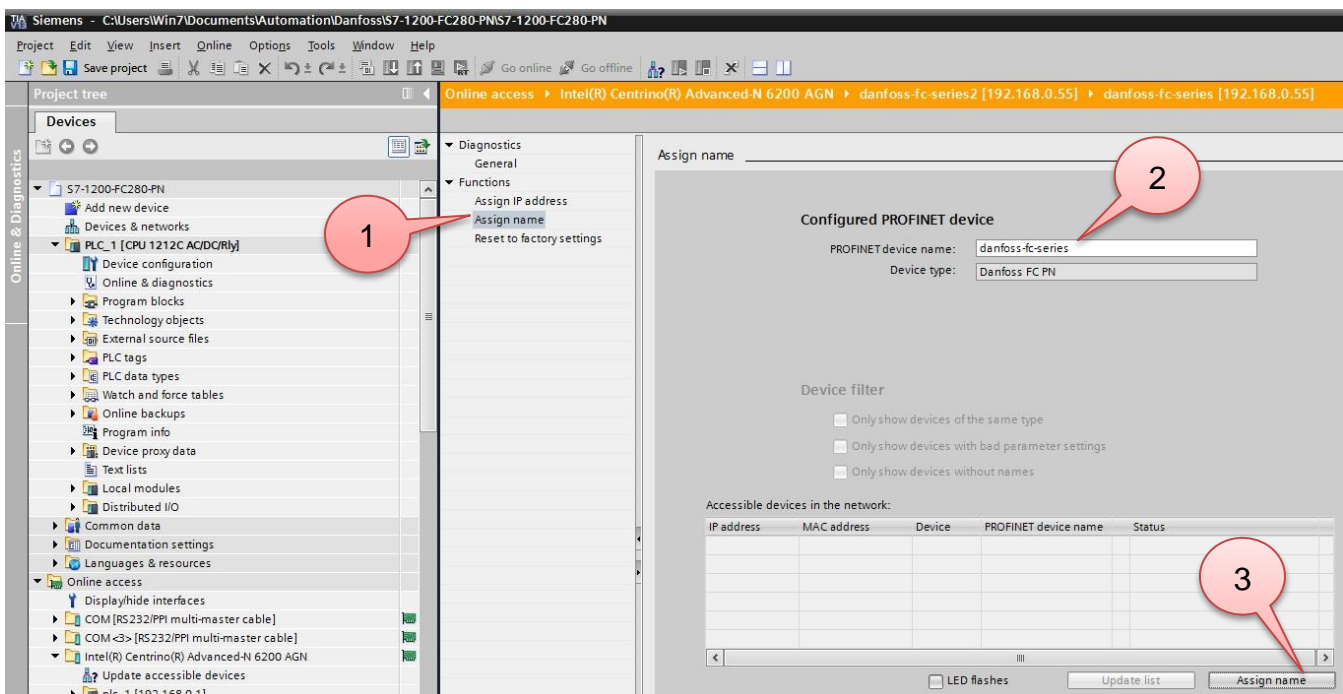 Siemens - C:\Users\Win7\Documents\Automation\Danfoss\S7-1200-FC280-PN\S7-1200-FC280-PN
Project Edit View Insert Online Options Tools Window Help
Save project Go online Go offline
Project tree
Online access Intel(R) Centrino(R) Advanced-N 6200 AGN danfoss-fc-series2 [192.168.0.55] danfoss-fc-series [192.168.0.55]
Devices
Online & Diagnostics
S7-1200-FC280-PN
Add new device
Devices & networks
PLC_1 [CPU 1212C AC/DC/Rly]
Device configuration
Online & diagnostics
Program blocks
Technology objects
External source files
PLC tags
PLC data types
Watch and force tables
Online backups
Program info
Device proxy data
Text lists
Local modules
Distributed I/O
Common data
Documentation settings
Languages & resources
Online access
Display/hide interfaces
COM [RS232/PPI multi-master cable]
COM <3> [RS232/PPI multi-master cable]
Intel(R) Centrino(R) Advanced-N 6200 AGN
Update accessible devices
plc_1 [192.168.0.1]
Diagnostics
General
Functions
Assign IP address
Assign name
Reset to factory settings
1
Assign name
2
Configured PROFINET device
PROFINET device name: danfoss-fc-series
Device type: Danfoss FC PN
Device filter
Only show devices of the same type
Only show devices with bad parameter settings
Only show devices without names
Accessible devices in the network:
IP address MAC address Device PROFINET device name Status
3
LED flashes Update list Assign name